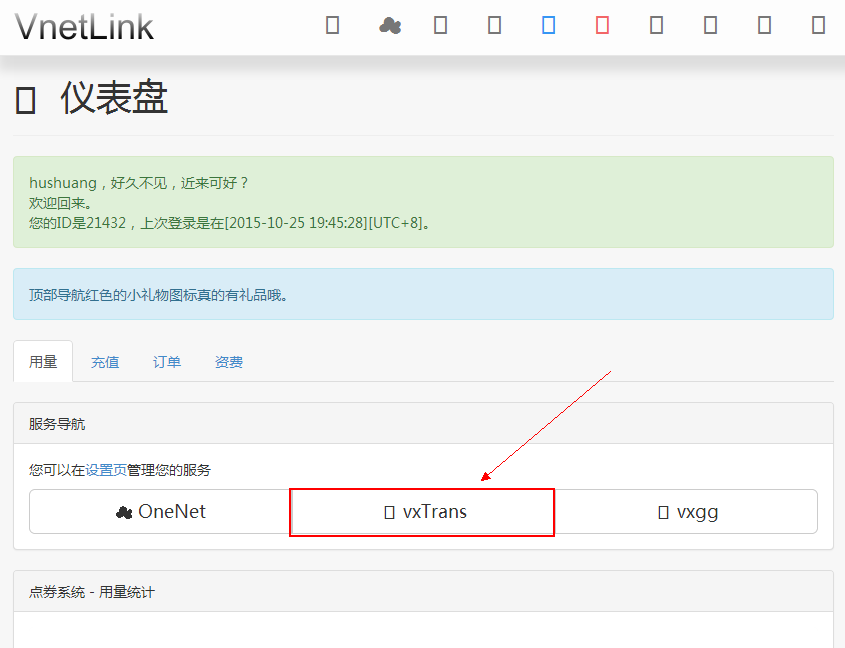 VnetLink
仪表盘
hushuang，好久不见，近来可好？
欢迎回来。
您的ID是21432，上次登录是在[2015-10-25 19:45:28][UTC+8]。
顶部导航红色的小礼物图标真的有礼品哦。
用量 充值 订单 资费
服务导航
您可以在设置页管理您的服务
OneNet vxTrans vxgg
点券系统 - 用量统计